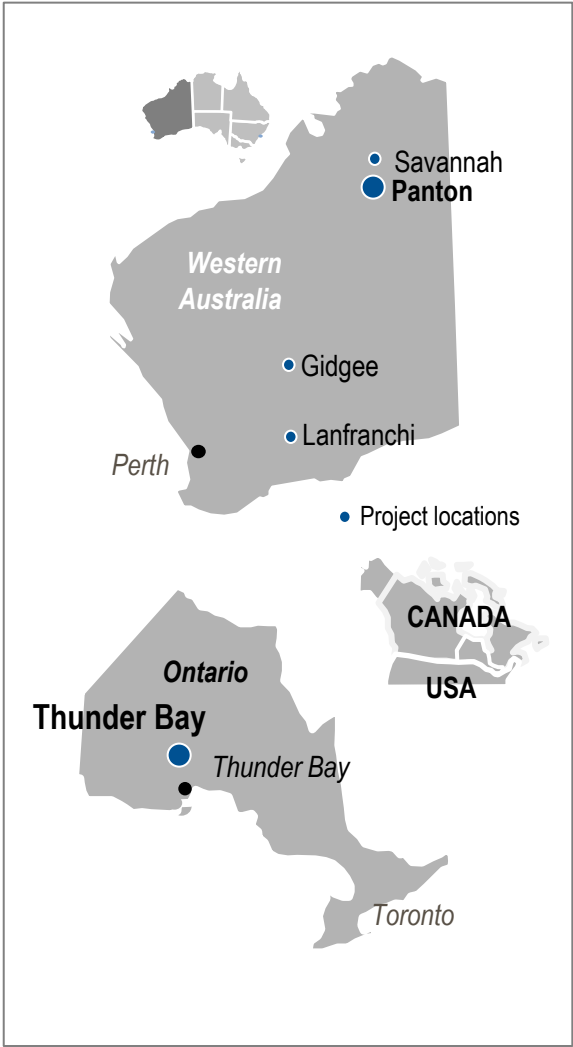 Savannah
Panton
Western
Australia
Gidgee
Lanfranchi
Perth
Project locations
CANADA
USA
Ontario
Thunder Bay
Thunder Bay
Toronto